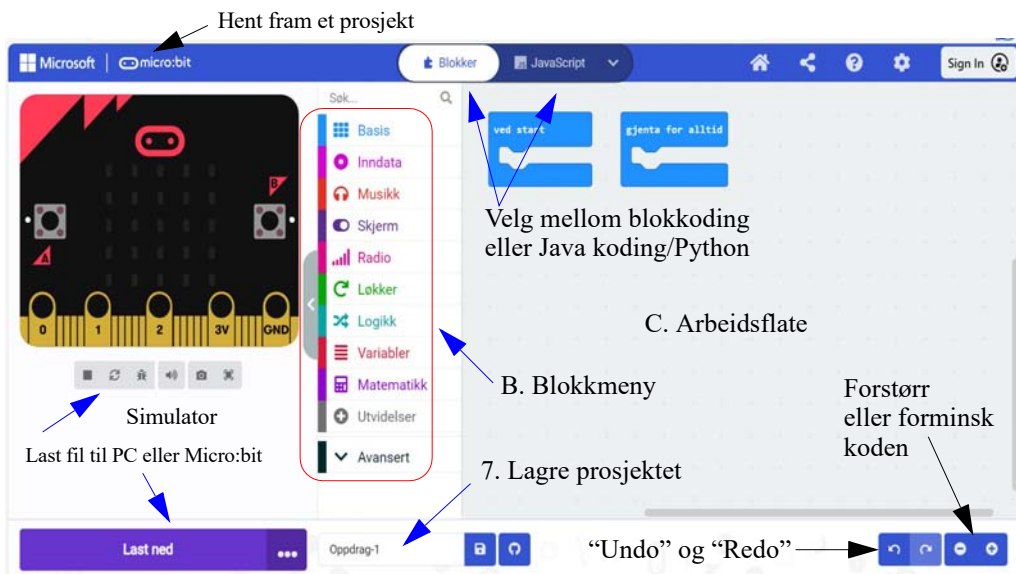 Hent fram et prosjekt
Microsoft
micro:bit
Blokker
JavaScript
Sign In
Søk...
Basis
Inndata
Musikk
Skjerm
Radio
Løkker
Logikk
Variabler
Matematikk
Utvidelser
Avansert
B
A
0
1
2
3V
GND
ved start
gjenta for alltid
Velg mellom blokkoding
eller Java koding/Python
C. Arbeidsflate
B. Blokkmeny
Simulator
Last fil til PC eller Micro:bit
Forstørr
eller forminsk
koden
7. Lagre prosjektet
Last ned
Oppdrag-1
“Undo” og “Redo”